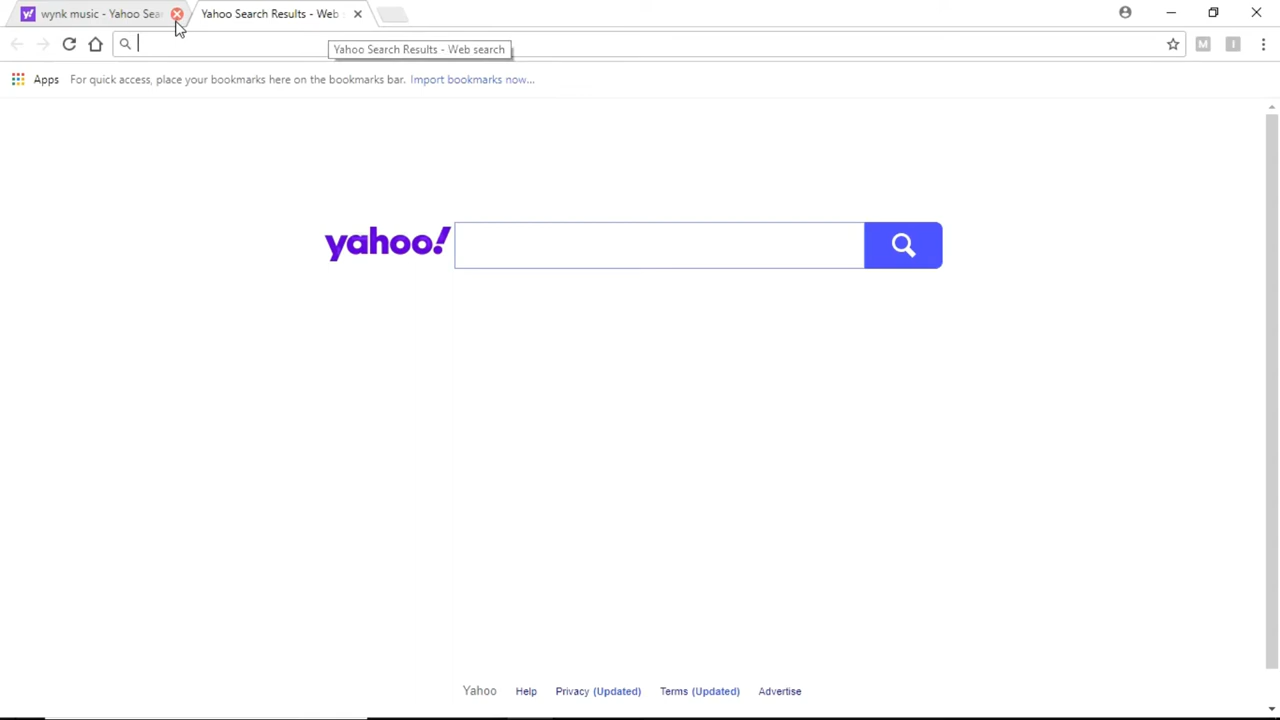 wynk music - Yahoo Sea
Yahoo Search Results - Web
Yahoo Search Results - Web search
M
I
Apps
For quick access, place your bookmarks here on the bookmarks bar. Import bookmarks now...
yahoo!
Yahoo Help Privacy (Updated) Terms (Updated) Advertise